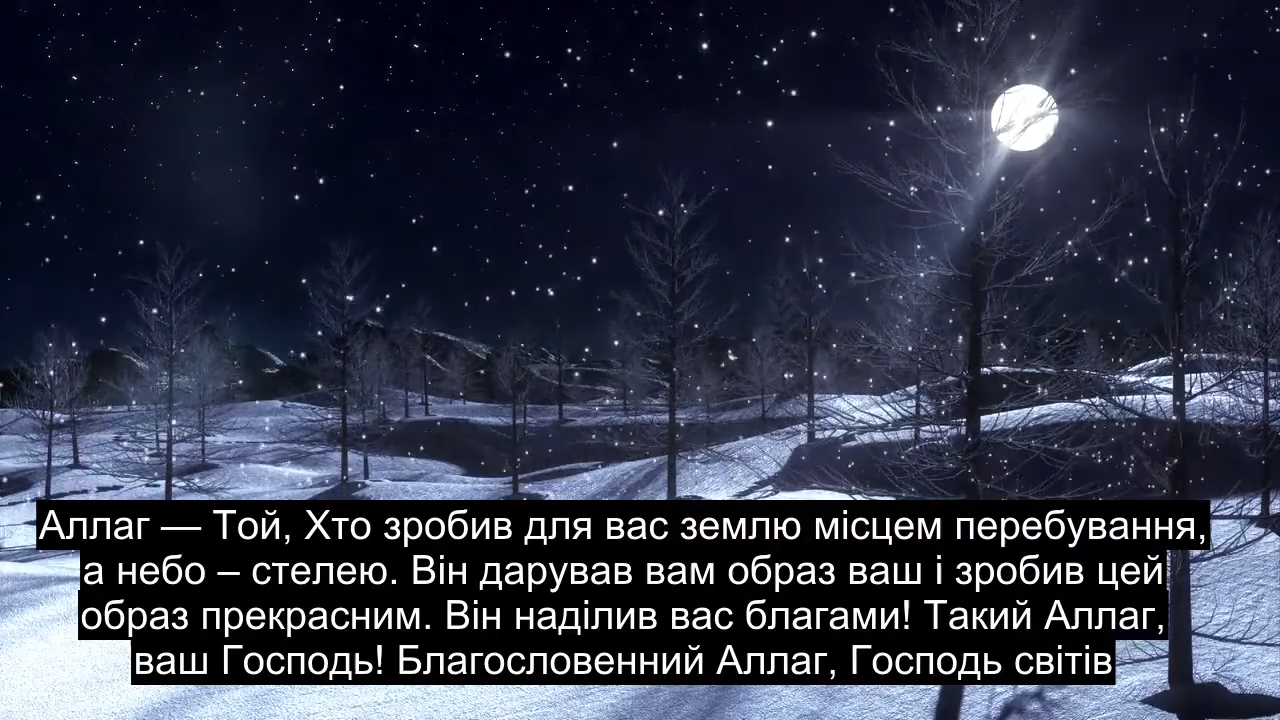 Аллаг — Той, Хто зробив для вас землю місцем перебування,
а небо – стелею. Він дарував вам образ ваш і зробив цей
образ прекрасним. Він наділив вас благами! Такий Аллаг,
ваш Господь! Благословенний Аллаг, Господь світів